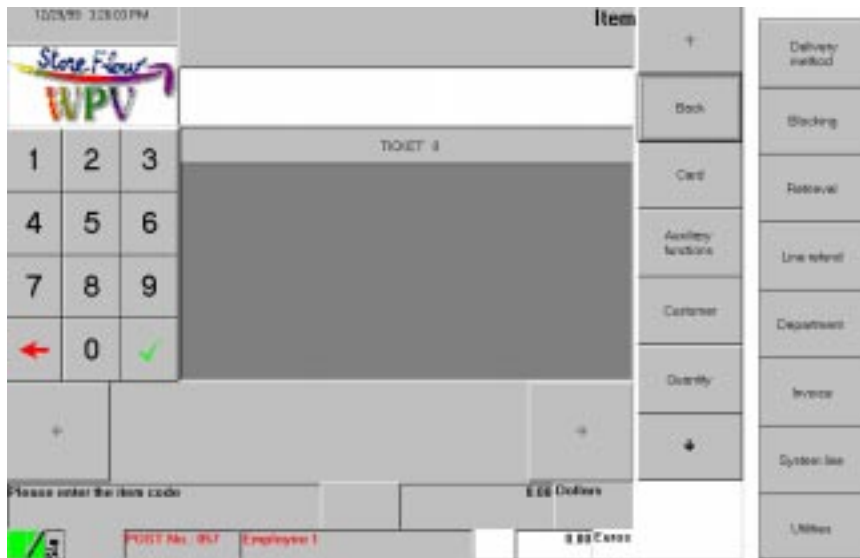 12/29/99 3:28:03 PM
Item
Store Flow
WPV
TICKET 0
1 2 3
4 5 6
7 8 9
0
Back
Card
Auxiliary
functions
Customer
Quantity
Delivery
method
Blocking
Retrieval
Line refund
Department
Invoice
System line
Utilities
Please enter the item code
0.00 Dollars
POST No. 057 Employee 1
0.00 Euros